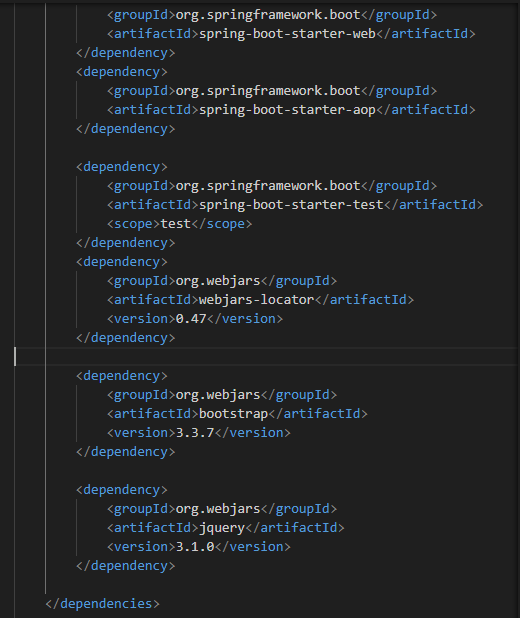 <groupId>org.springframework.boot</groupId>
<artifactId>spring-boot-starter-web</artifactId>
</dependency>
<dependency>
<groupId>org.springframework.boot</groupId>
<artifactId>spring-boot-starter-aop</artifactId>
</dependency>
<dependency>
<groupId>org.springframework.boot</groupId>
<artifactId>spring-boot-starter-test</artifactId>
<scope>test</scope>
</dependency>
<dependency>
<groupId>org.webjars</groupId>
<artifactId>webjars-locator</artifactId>
<version>0.47</version>
</dependency>
<dependency>
<groupId>org.webjars</groupId>
<artifactId>bootstrap</artifactId>
<version>3.3.7</version>
</dependency>
<dependency>
<groupId>org.webjars</groupId>
<artifactId>jquery</artifactId>
<version>3.1.0</version>
</dependency>
</dependencies>